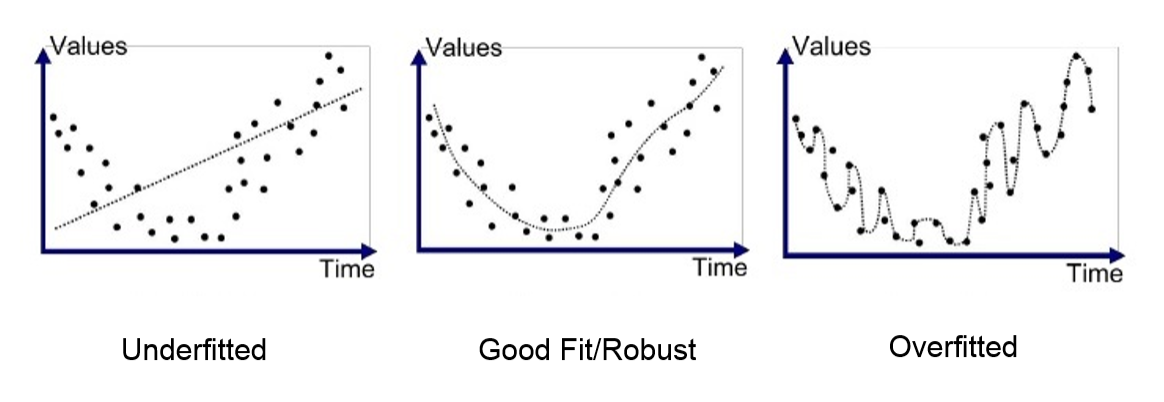 Values
Time
Underfitted
Values
Time
Good Fit/Robust
Values
Time
Overfitted